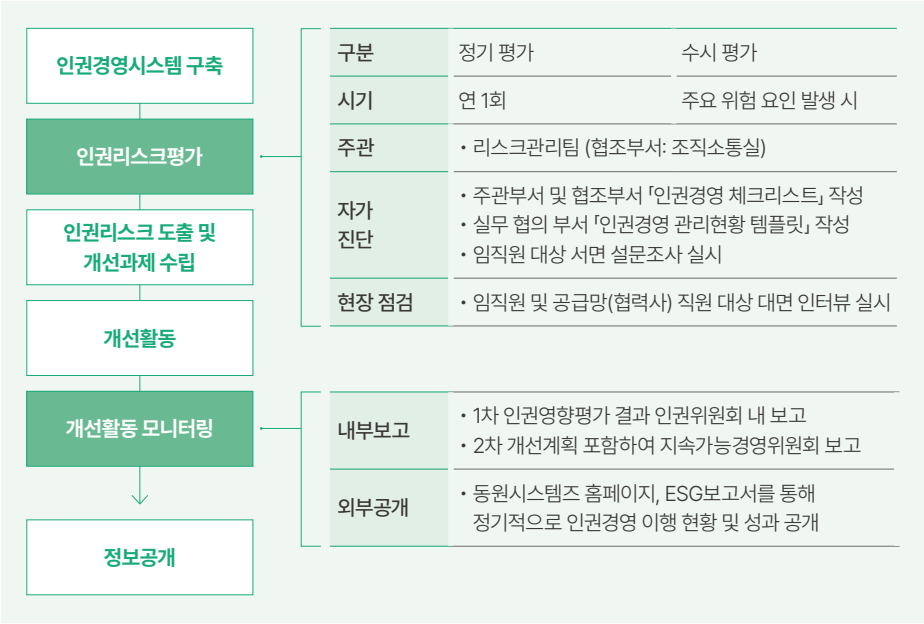 인권경영시스템 구축
인권리스크평가
인권리스크 도출 및
개선과제 수립
개선활동
개선활동 모니터링
정보공개
구분 정기 평가 수시 평가
시기 연 1회 주요 위험 요인 발생 시
주관 • 리스크관리팀 (협조부서: 조직소통실)
자가
진단
• 주관부서 및 협조부서 「인권경영 체크리스트」 작성
• 실무 협의 부서 「인권경영 관리현황 템플릿」 작성
• 임직원 대상 서면 설문조사 실시
현장 점검 • 임직원 및 공급망(협력사) 직원 대상 대면 인터뷰 실시
내부보고
• 1차 인권영향평가 결과 인권위원회 내 보고
• 2차 개선계획 포함하여 지속가능경영위원회 보고
외부공개
• 동원시스템즈 홈페이지, ESG보고서를 통해
정기적으로 인권경영 이행 현황 및 성과 공개